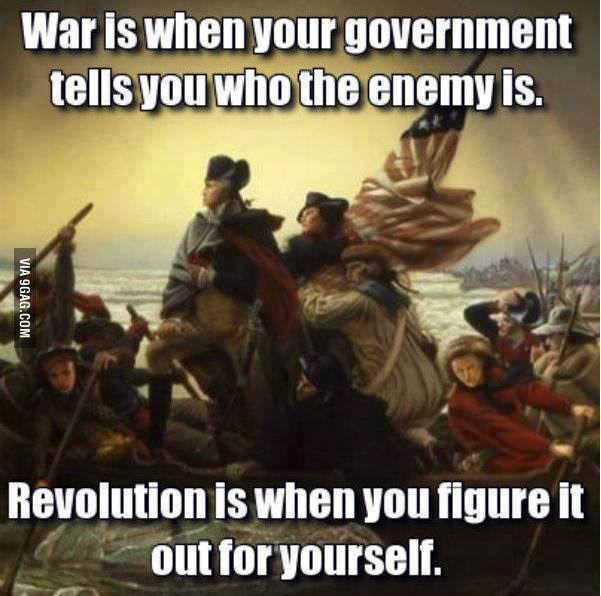 War is when your government
tells you who the enemy is.
VIA 9GAG.COM
Revolution is when you figure it
out for yourself.